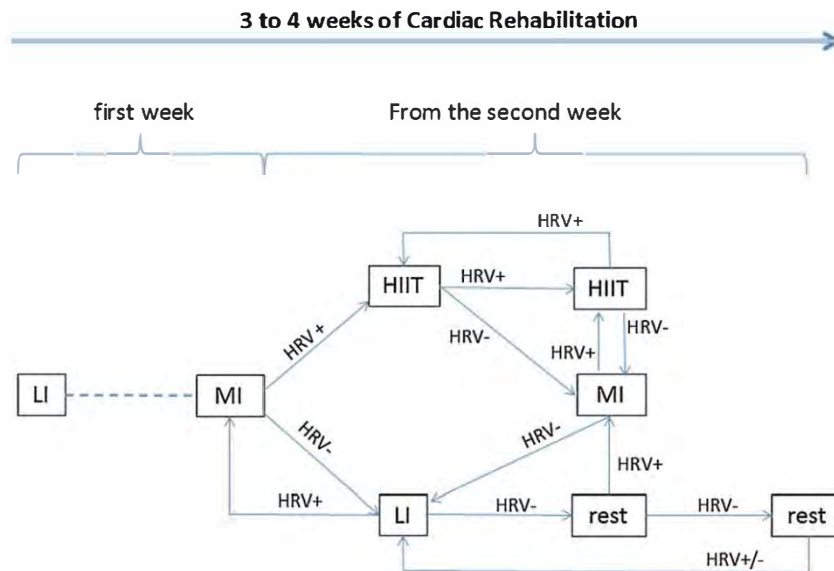 3 to 4 weeks of Cardiac Rehabilitation
first week
From the second week
HRV+
HIIT
HRV+
HIIT
HRV+
HRV-
HRV+
HRV-
LI
MI
MI
HRV-
HRV-
HRV+
HRV+
LI
HRV-
rest
HRV-
rest
HRV+/-